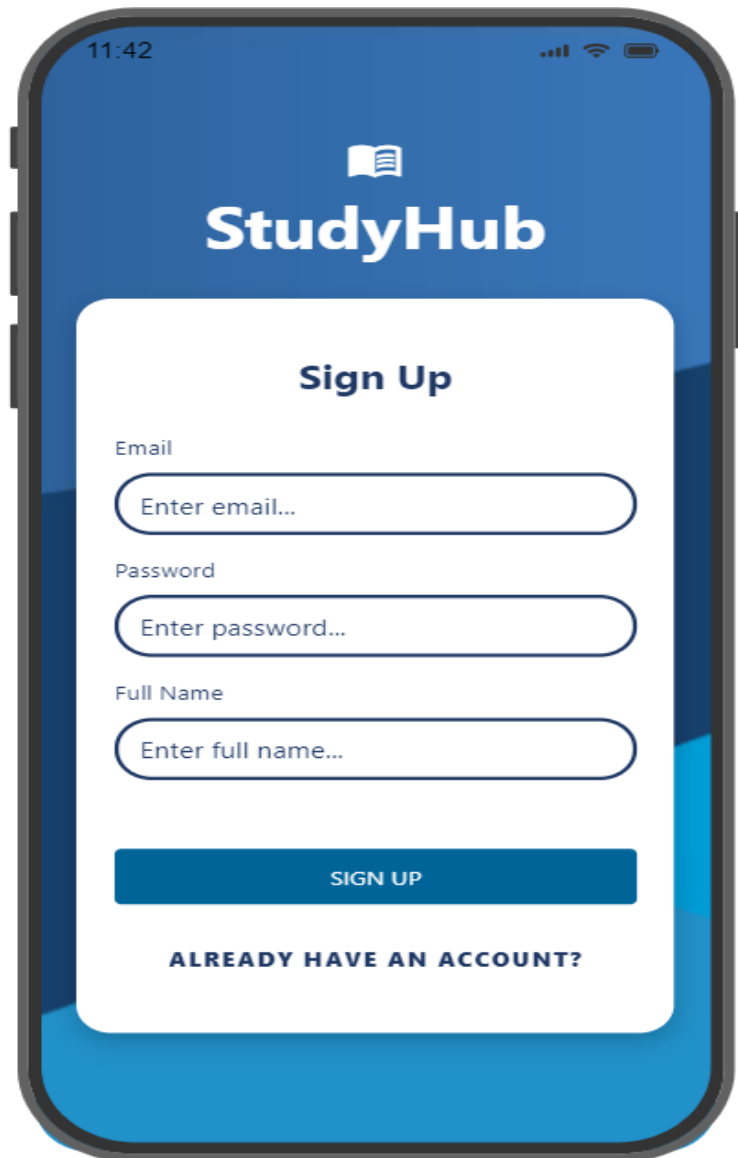 11:42
StudyHub
Sign Up
Email
Enter email...
Password
Enter password...
Full Name
Enter full name...
SIGN UP
ALREADY HAVE AN ACCOUNT?